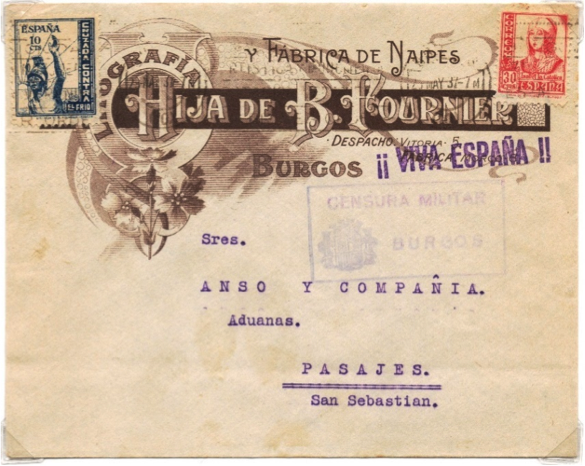 ESPAÑA
10
CTS
CRUZADA CONTRA
EL FRIO
CORREOS
30
CTS
ESPAÑA
LITOGRAFÍA
Y FÁBRICA DE NAIPES
HIJA DE B. FOURNIER
DESPACHO: VITORIA 5
BURGOS
¡¡ VIVA ESPAÑA !!
CENSURA MILITAR
BURGOS
Sres.
ANSO Y COMPAÑIA.
Aduanas.
PASAJES.
San Sebastian.